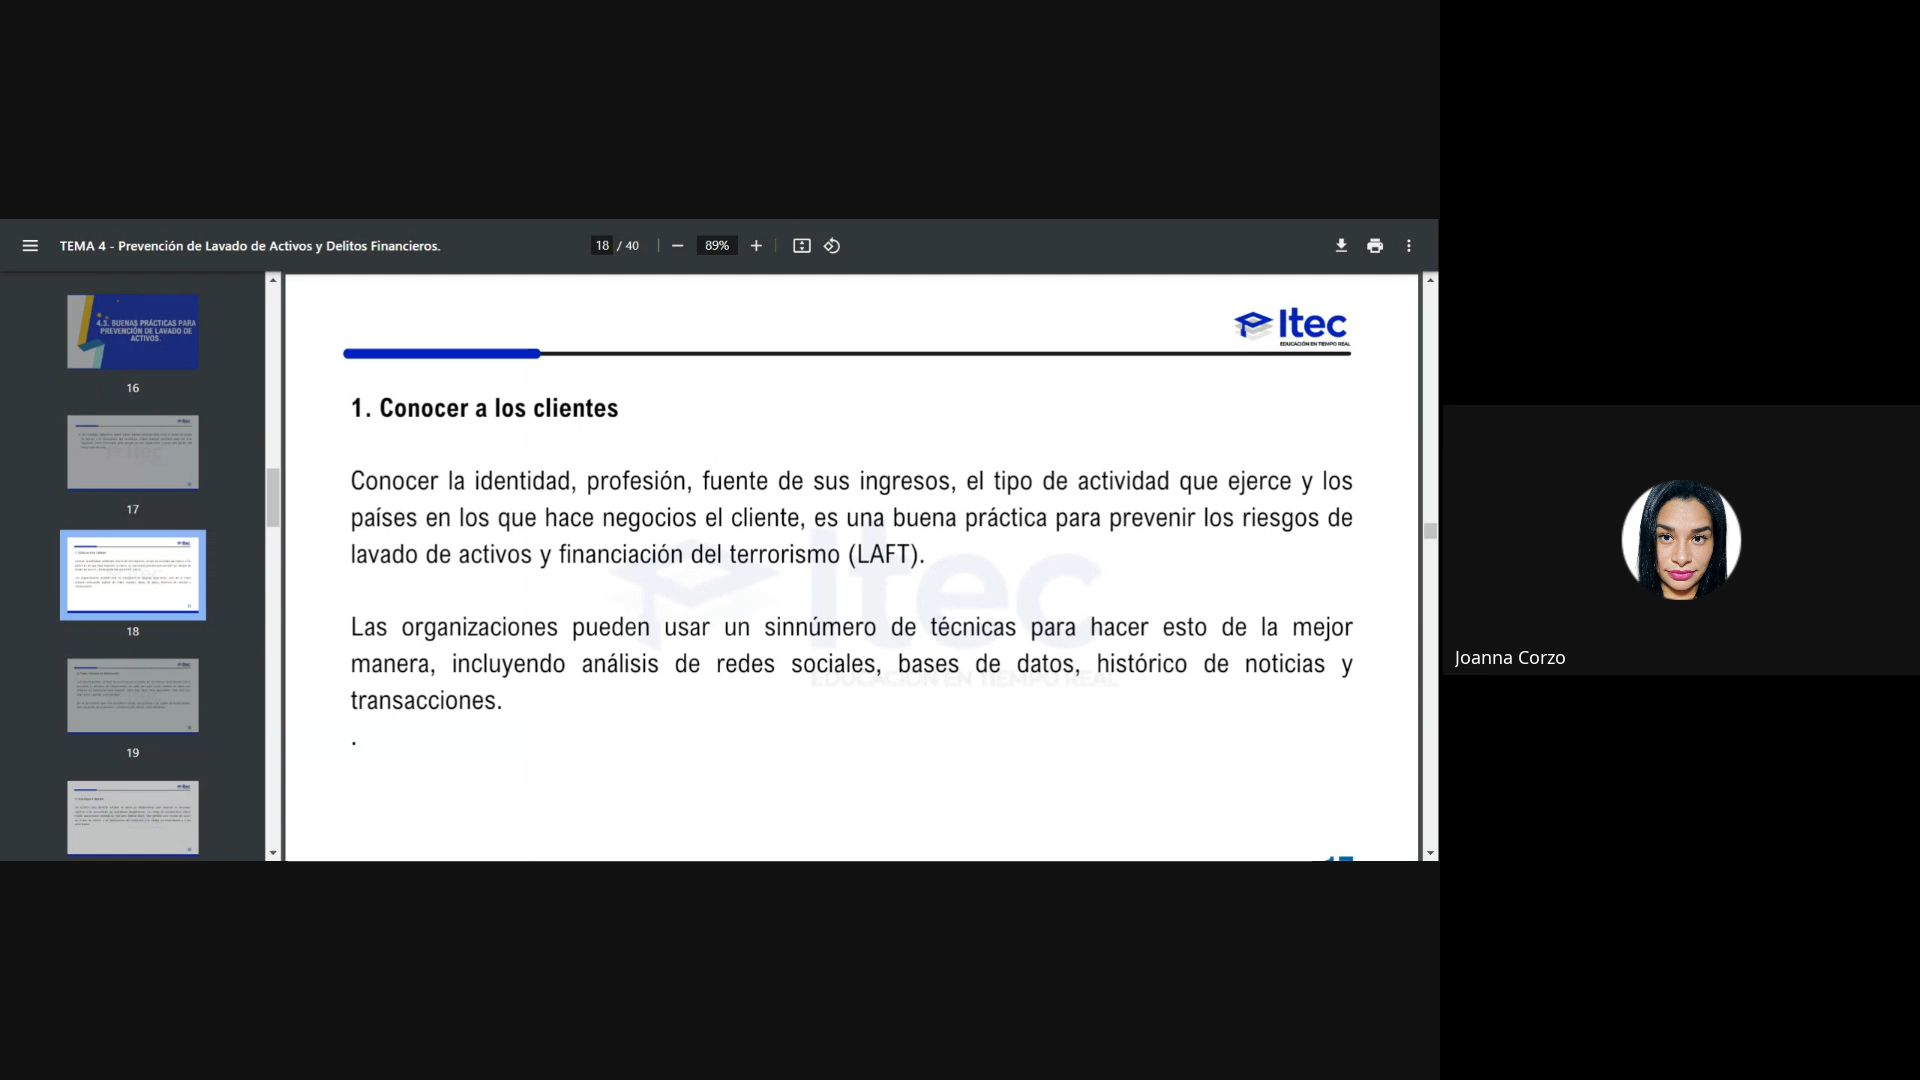 TEMA 4 - Prevención de Lavado de Activos y Delitos Financieros.
18 / 40
89%
4.3. BUENAS PRÁCTICAS PARA
PREVENCIÓN DE LAVADO DE
ACTIVOS.
16
17
18
19
Itec
EDUCACIÓN EN TIEMPO REAL
1. Conocer a los clientes
Conocer la identidad, profesión, fuente de sus ingresos, el tipo de actividad que ejerce y los
países en los que hace negocios el cliente, es una buena práctica para prevenir los riesgos de
lavado de activos y financiación del terrorismo (LAFT).
Las organizaciones pueden usar un sinnúmero de técnicas para hacer esto de la mejor
manera, incluyendo análisis de redes sociales, bases de datos, histórico de noticias y
transacciones.
.
Itec
EDUCACIÓN EN TIEMPO REAL
Joanna Corzo